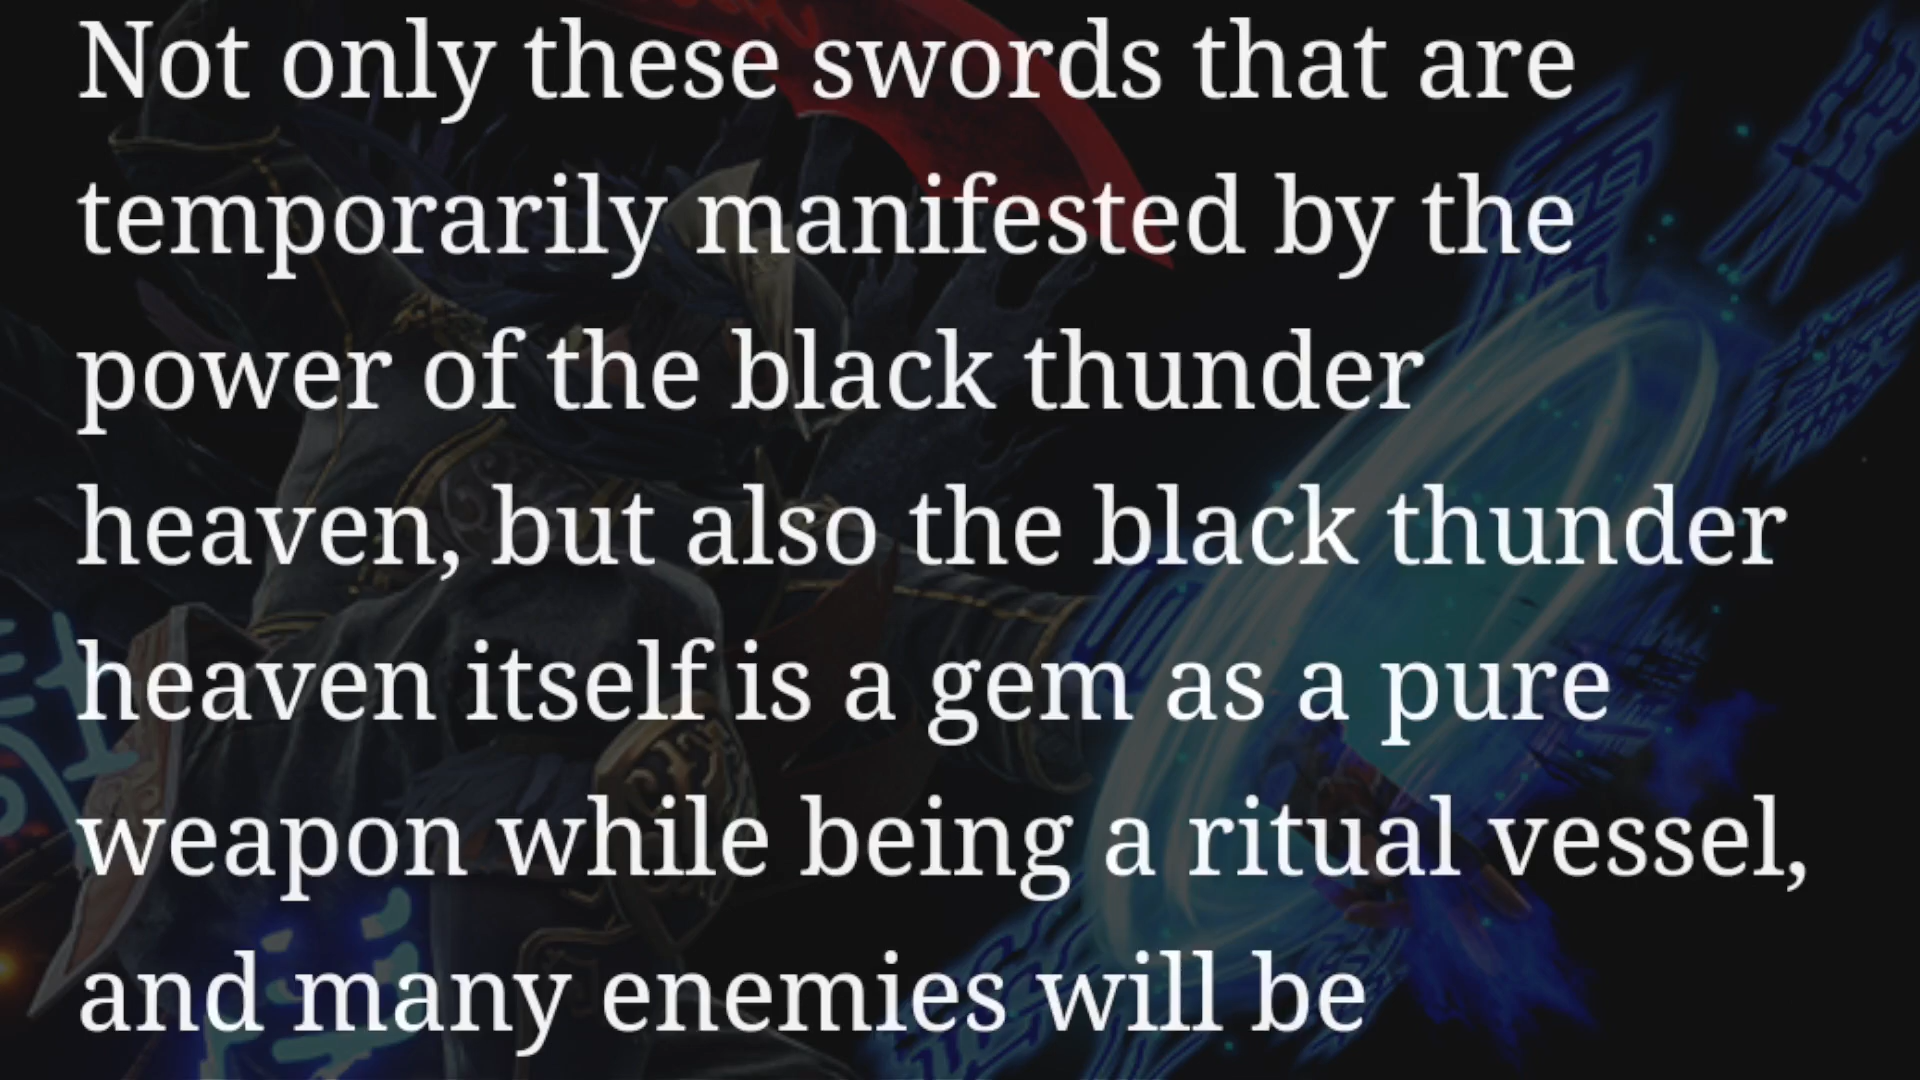 Not only these swords that are
temporarily manifested by the
power of the black thunder
heaven, but also the black thunder
heaven itself is a gem as a pure
weapon while being a ritual vessel,
and many enemies will be